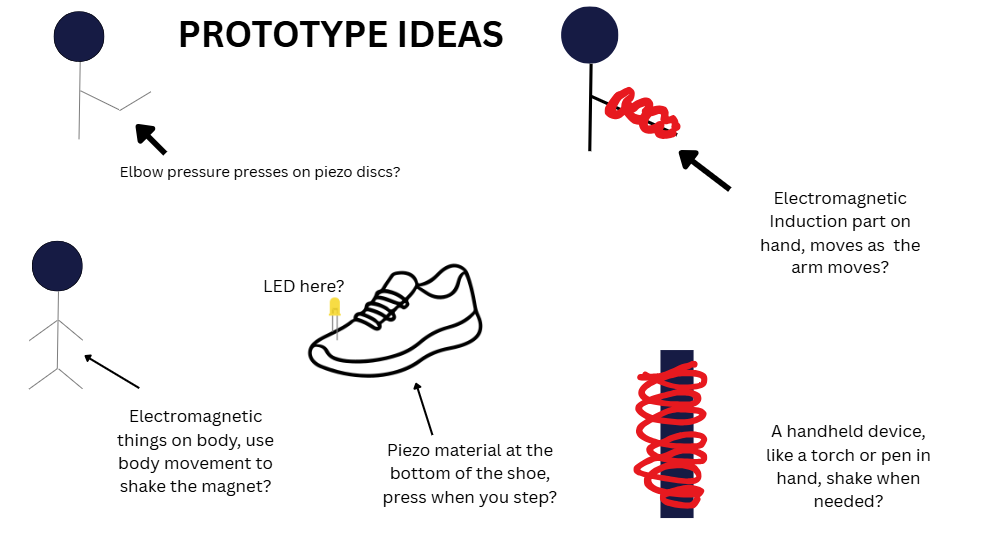 PROTOTYPE IDEAS
Elbow pressure presses on piezo discs?
Electromagnetic
Induction part on
hand, moves as the
arm moves?
LED here?
Electromagnetic
things on body, use
body movement to
shake the magnet?
Piezo material at the
bottom of the shoe,
press when you step?
A handheld device,
like a torch or pen in
hand, shake when
needed?